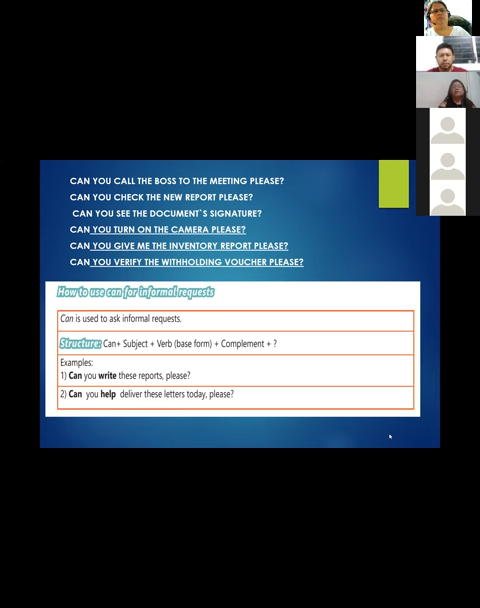 CAN YOU CALL THE BOSS TO THE MEETING PLEASE?
CAN YOU CHECK THE NEW REPORT PLEASE?
CAN YOU SEE THE DOCUMENT`S SIGNATURE?
CAN YOU TURN ON THE CAMERA PLEASE?
CAN YOU GIVE ME THE INVENTORY REPORT PLEASE?
CAN YOU VERIFY THE WITHHOLDING VOUCHER PLEASE?
How to use can for informal requests
Can is used to ask informal requests.
Structure: Can+ Subject + Verb (base form) + Complement + ?
Examples:
1) Can you write these reports, please?
2) Can you help deliver these letters today, please?